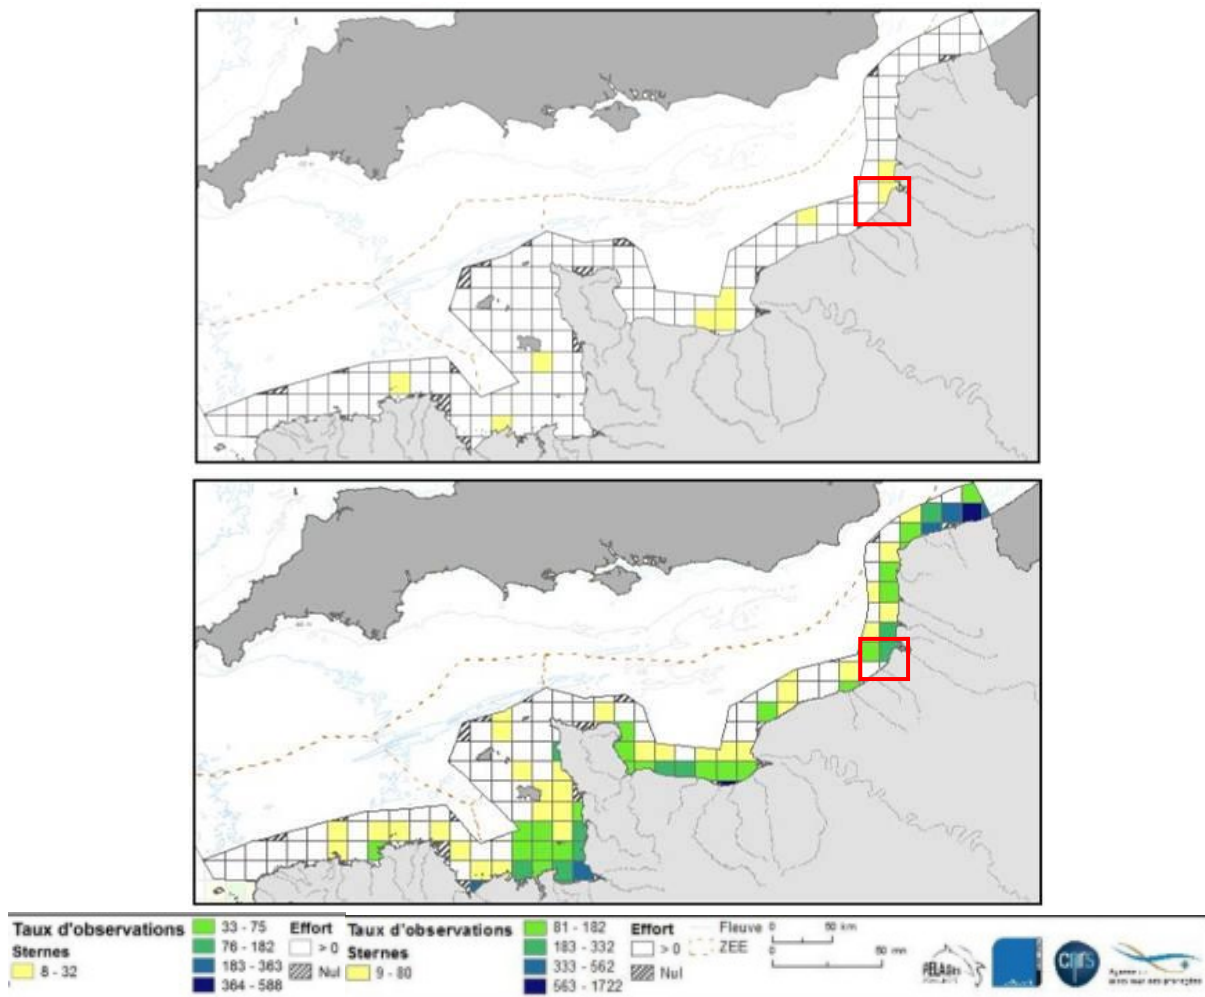 Taux d'observations
Sternes
8 - 32
33 - 75
76 - 182
183 - 363
364 - 588
Effort
> 0
Nul
Taux d'observations
Sternes
9 - 80
81 - 182
183 - 332
333 - 562
563 - 1722
Effort
> 0
Nul
Fleuve
ZEE
0 50 km
0 50 mn
PELAGIS
cnrs